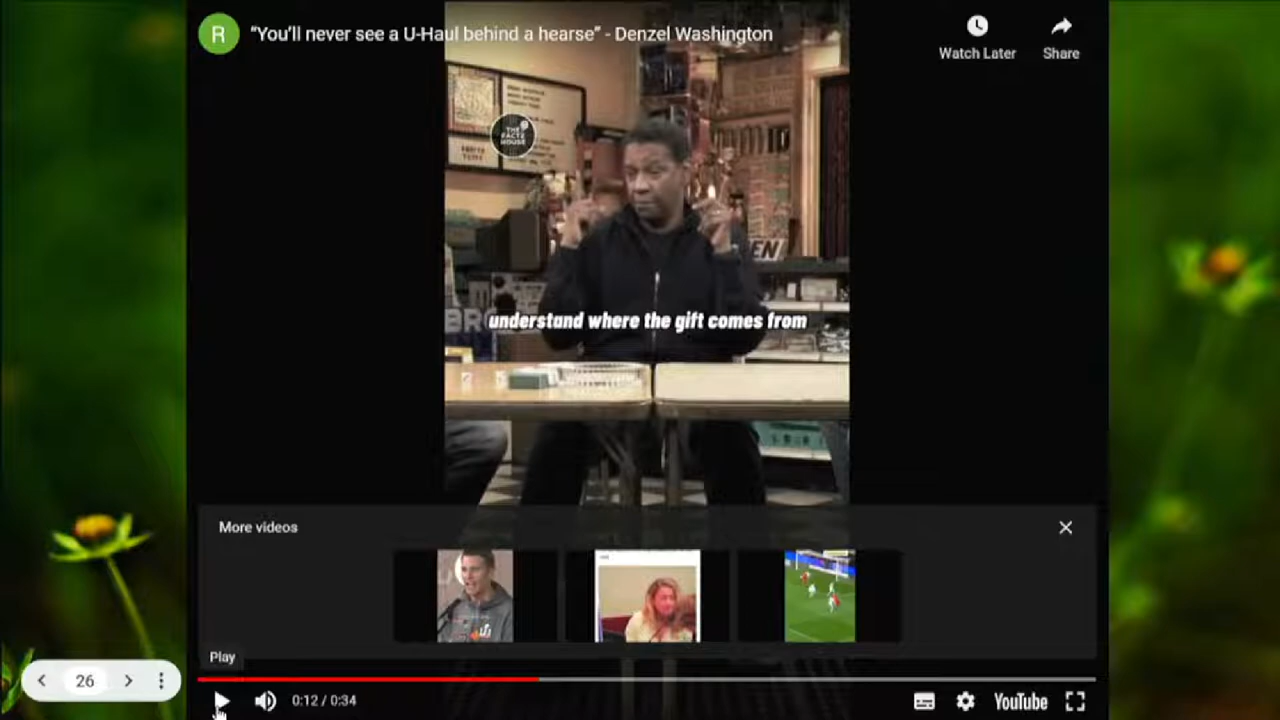 R
“You’ll never see a U-Haul behind a hearse” - Denzel Washington
Watch Later
Share
THE
FACTZ
HOUSE
understand where the gift comes from
More videos
Play
26
0:12 / 0:34
YouTube